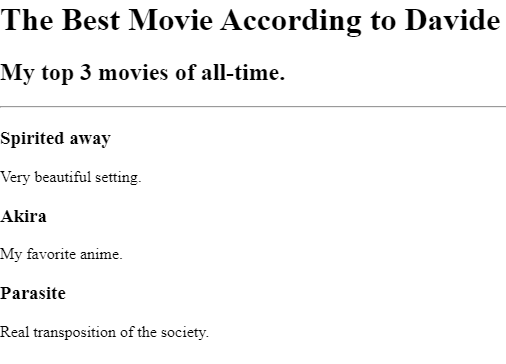 The Best Movie According to Davide
My top 3 movies of all-time.
Spirited away
Very beautiful setting.
Akira
My favorite anime.
Parasite
Real transposition of the society.